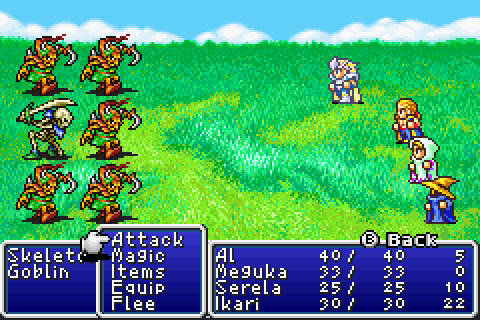 B Back
Skeleto
Goblin
Attack
Magic
Items
Equip
Flee
Al 40/ 40 5
Meguka 33/ 33 0
Serela 25/ 25 10
Ikari 30/ 30 22